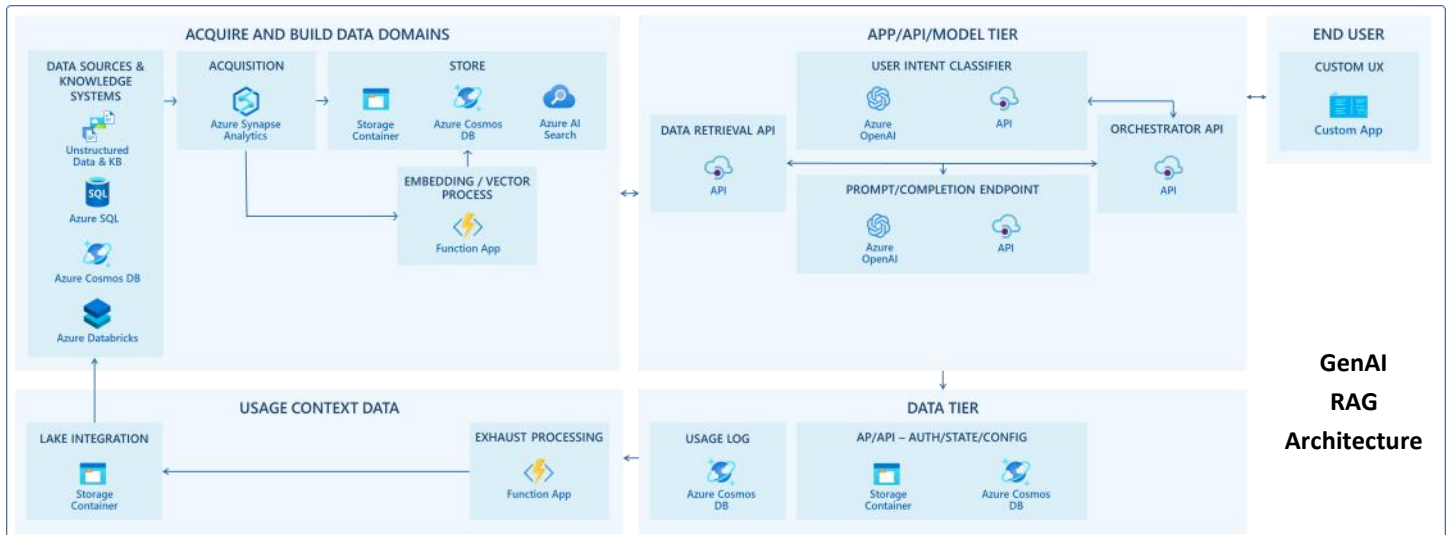 ACQUIRE AND BUILD DATA DOMAINS
DATA SOURCES &
KNOWLEDGE
SYSTEMS
Unstructured
Data & KB
SQL
Azure SQL
Azure Cosmos DB
Azure Databricks
ACQUISITION
Azure Synapse
Analytics
STORE
Storage
Container
Azure Cosmos
DB
Azure AI
Search
EMBEDDING / VECTOR
PROCESS
Function App
APP/API/MODEL TIER
DATA RETRIEVAL API
API
USER INTENT CLASSIFIER
Azure
OpenAI
API
PROMPT/COMPLETION ENDPOINT
Azure
OpenAI
API
ORCHESTRATOR API
API
END USER
CUSTOM UX
Custom App
USAGE CONTEXT DATA
LAKE INTEGRATION
Storage
Container
EXHAUST PROCESSING
Function App
DATA TIER
USAGE LOG
Azure Cosmos
DB
AP/API – AUTH/STATE/CONFIG
Storage
Container
Azure Cosmos
DB
GenAI
RAG
Architecture